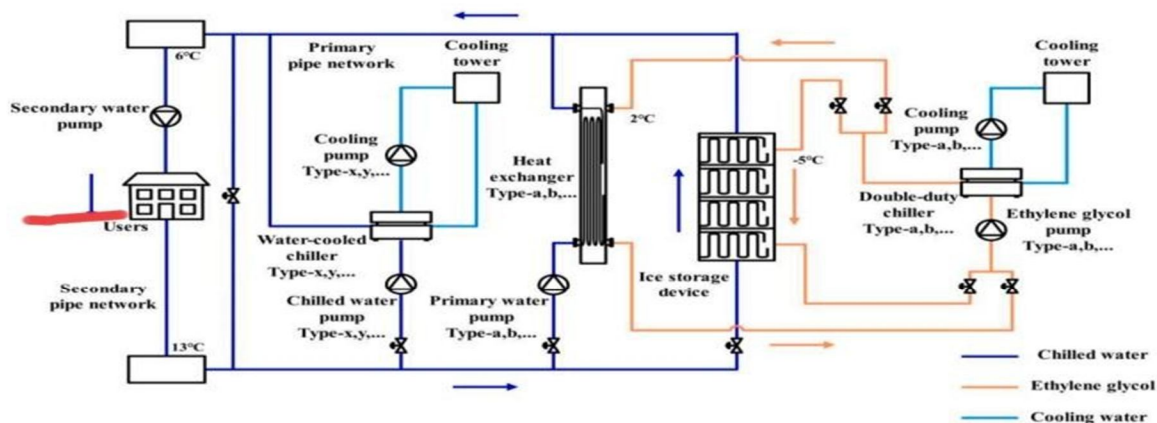 6°C
Primary
pipe network
Cooling
tower
Cooling
tower
Secondary water
pump
Cooling
pump
Type-x,y,...
2°C
Heat
exchanger
Type-a,b,...
-5°C
Cooling
pump
Type-a,b,...
Users
Water-cooled
chiller
Type-x,y,...
Double-duty
chiller
Type-a,b,...
Ethylene glycol
pump
Type-a,b,...
Secondary
pipe network
Chilled water
pump
Type-x,y,...
Primary water
pump
Type-a,b,...
Ice storage
device
13°C
Chilled water
Ethylene glycol
Cooling water